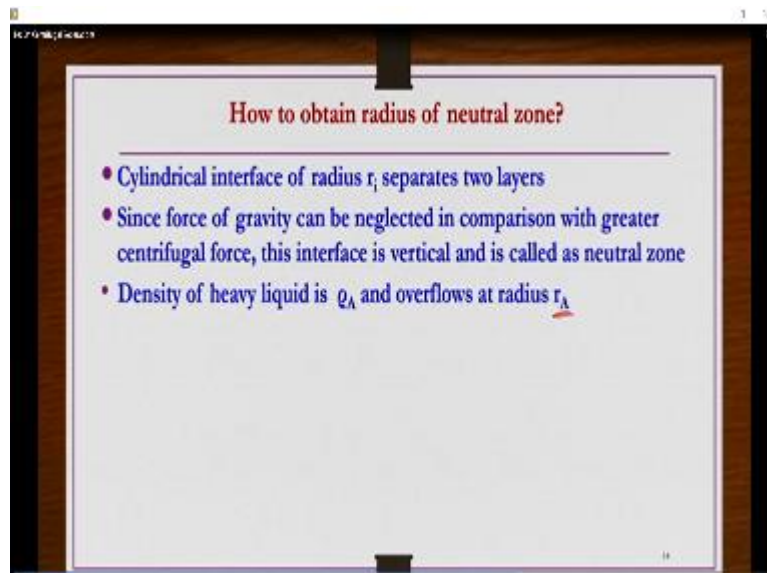 How to obtain radius of neutral zone?
• Cylindrical interface of radius rᵢ separates two layers
• Since force of gravity can be neglected in comparison with greater
centrifugal force, this interface is vertical and is called as neutral zone
• Density of heavy liquid is ρ_A and overflows at radius r_A